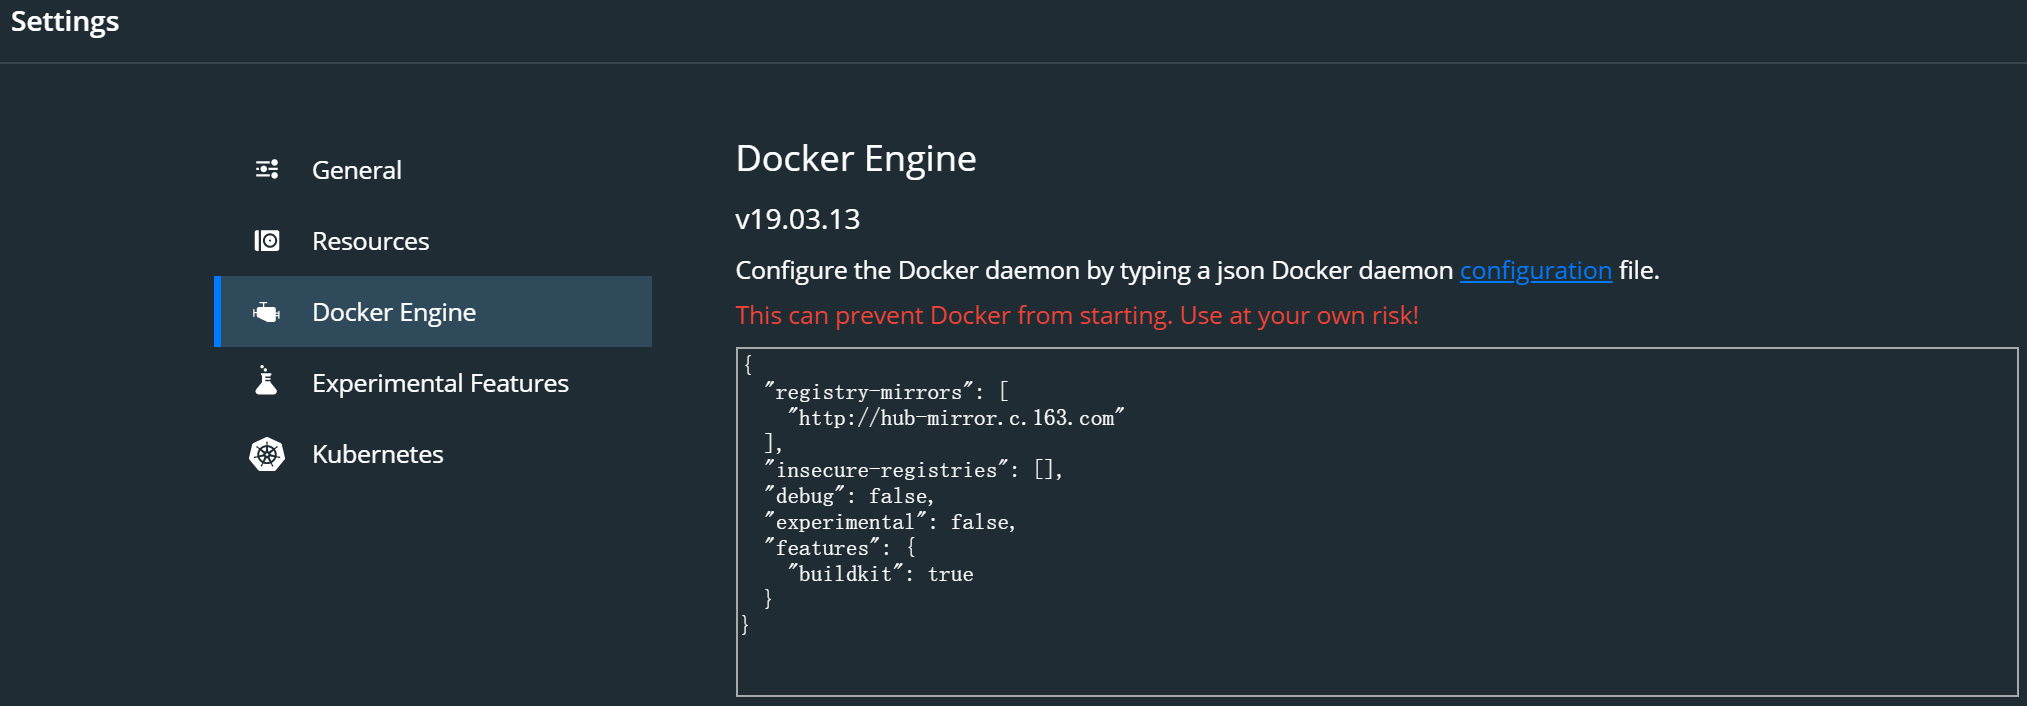 Settings
General
Resources
Docker Engine
Experimental Features
Kubernetes
Docker Engine
v19.03.13
Configure the Docker daemon by typing a json Docker daemon configuration file.
This can prevent Docker from starting. Use at your own risk!
{
  "registry-mirrors": [
    "http://hub-mirror.c.163.com"
  ],
  "insecure-registries": [],
  "debug": false,
  "experimental": false,
  "features": {
    "buildkit": true
  }
}